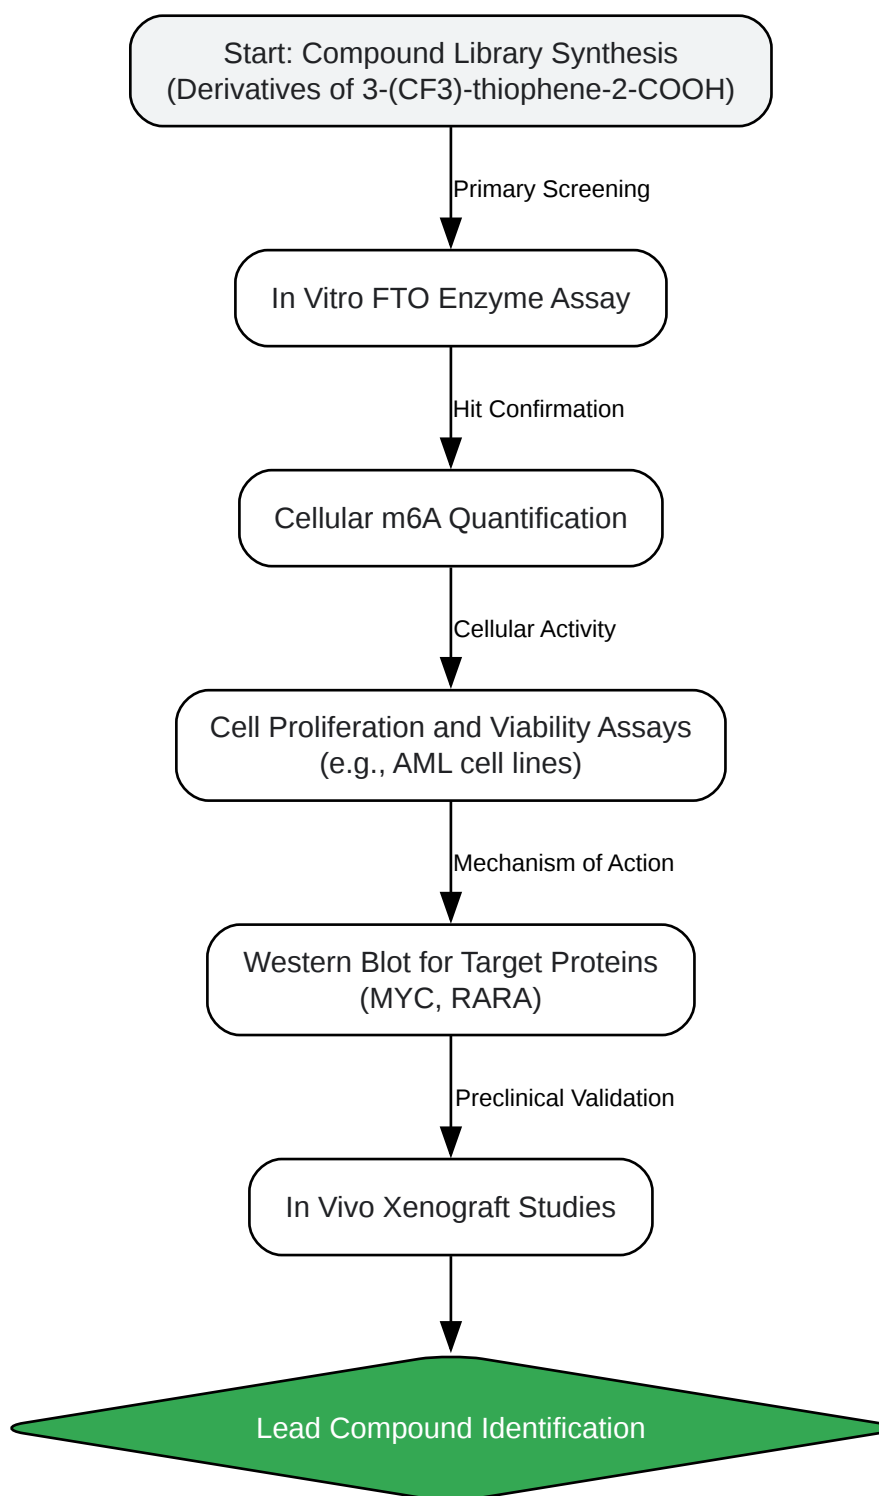 Start: Compound Library Synthesis
(Derivatives of 3-(CF3)-thiophene-2-COOH)
Primary Screening
In Vitro FTO Enzyme Assay
Hit Confirmation
Cellular m6A Quantification
Cellular Activity
Cell Proliferation and Viability Assays
(e.g., AML cell lines)
Mechanism of Action
Western Blot for Target Proteins
(MYC, RARA)
Preclinical Validation
In Vivo Xenograft Studies
Lead Compound Identification